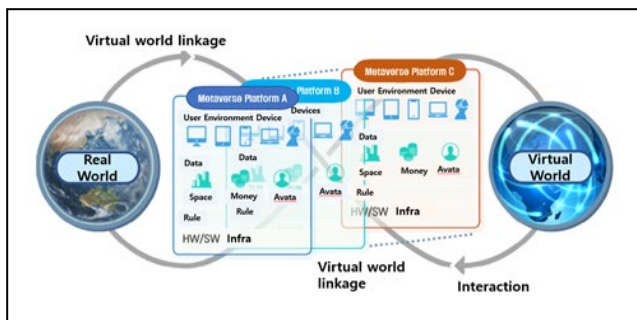 Virtual world linkage
Metaverse Platform C
Metaverse Platform A
Platform B
User Environment Device
User Environment Device
Devices
Real
World
Virtual
World
Data
Data
Data
Space
Money
Avata
Avata
Space
Money
Avata
Rule
Rule
Rule
HW/SW Infra
HW/SW Infra
Virtual world
linkage
Interaction